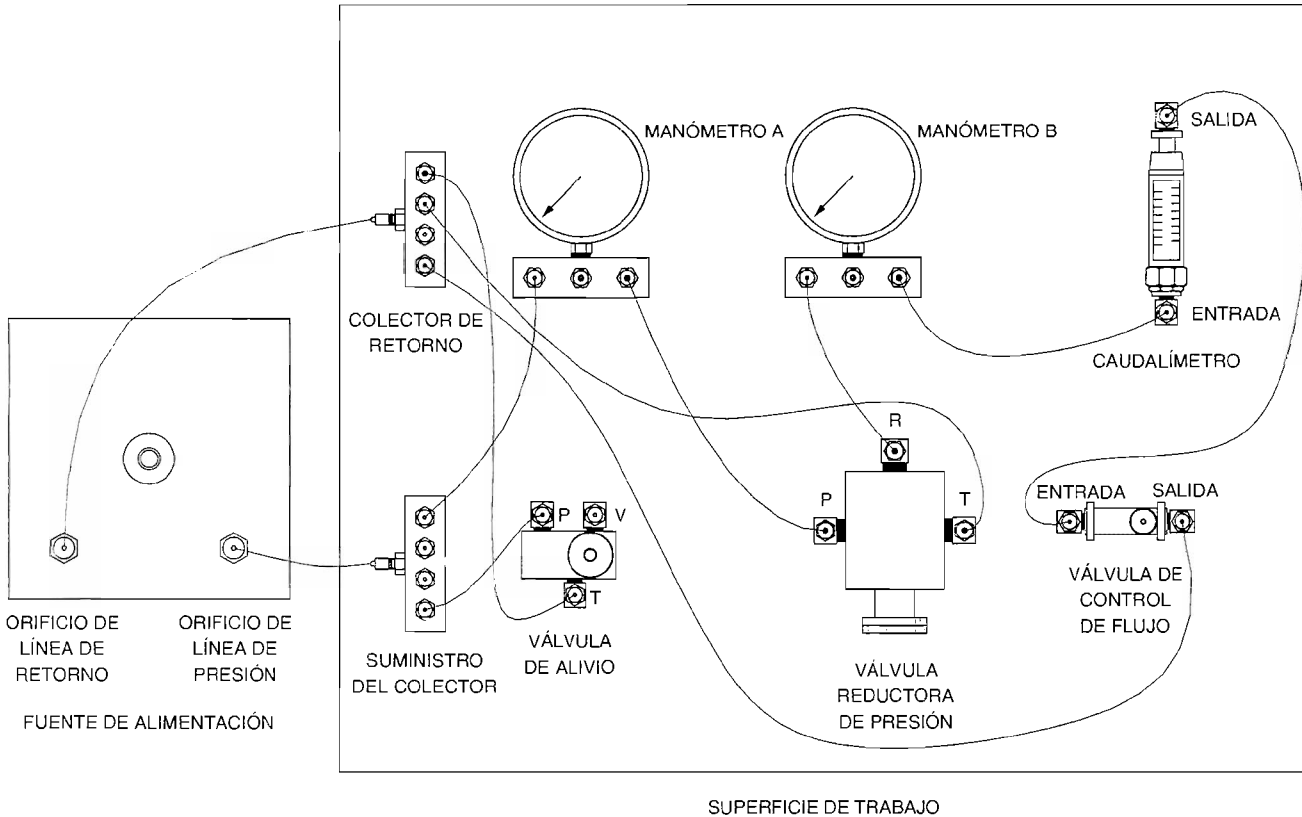 MANÓMETRO A
MANÓMETRO B
SALIDA
ENTRADA
CAUDALÍMETRO
COLECTOR DE
RETORNO
R
P
T
P
V
T
ENTRADA
SALIDA
VÁLVULA DE
CONTROL
DE FLUJO
ORIFICIO DE
LÍNEA DE
RETORNO
ORIFICIO DE
LÍNEA DE
PRESIÓN
FUENTE DE ALIMENTACIÓN
SUMINISTRO
DEL COLECTOR
VÁLVULA
DE ALIVIO
VÁLVULA
REDUCTORA
DE PRESIÓN
SUPERFICIE DE TRABAJO